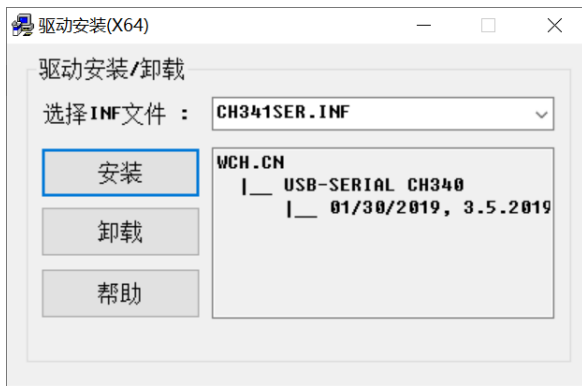 驱动安装(X64)
驱动安装/卸载
选择INF文件 :
CH341SER.INF
安装
卸载
帮助
WCH.CN
|__ USB-SERIAL CH340
|__ 01/30/2019, 3.5.2019